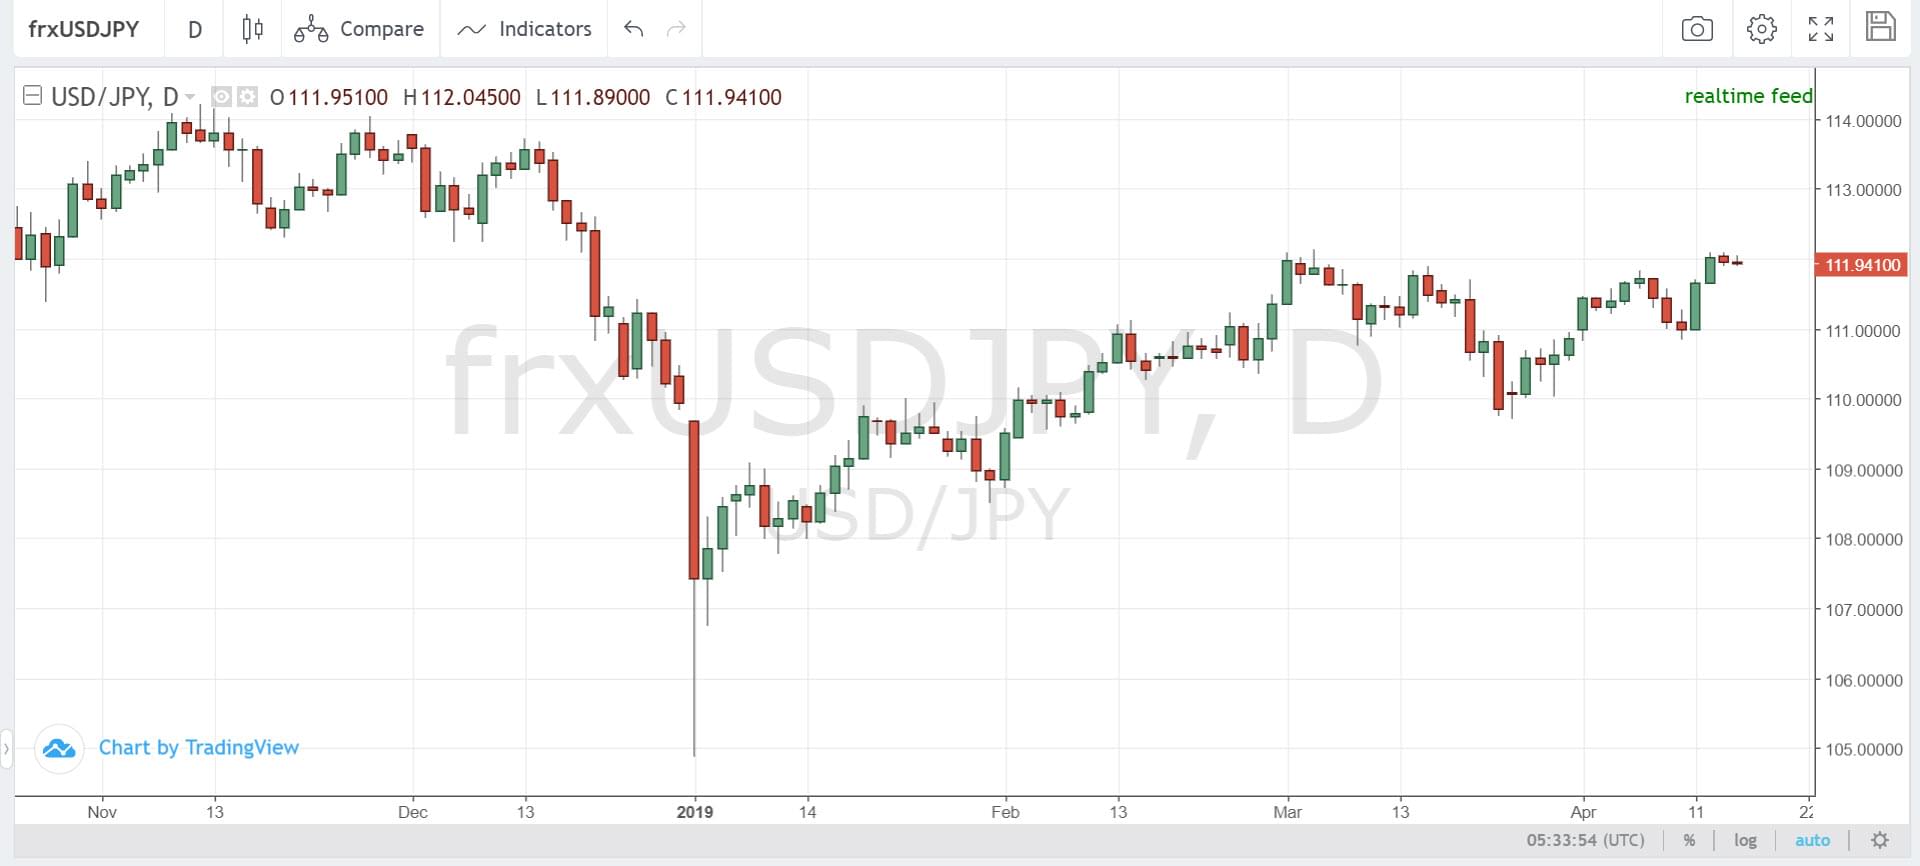 frxUSDJPY D Compare Indicators
USD/JPY, D O 111.95100 H 112.04500 L 111.89000 C 111.94100
realtime feed
114.00000
113.00000
111.94100
111.00000
110.00000
109.00000
108.00000
107.00000
106.00000
105.00000
frxUSDJPY, D
USD/JPY
Chart by TradingView
Nov 13 Dec 13 2019 14 Feb 13 Mar 13 Apr 11 22
05:33:54 (UTC) % log auto